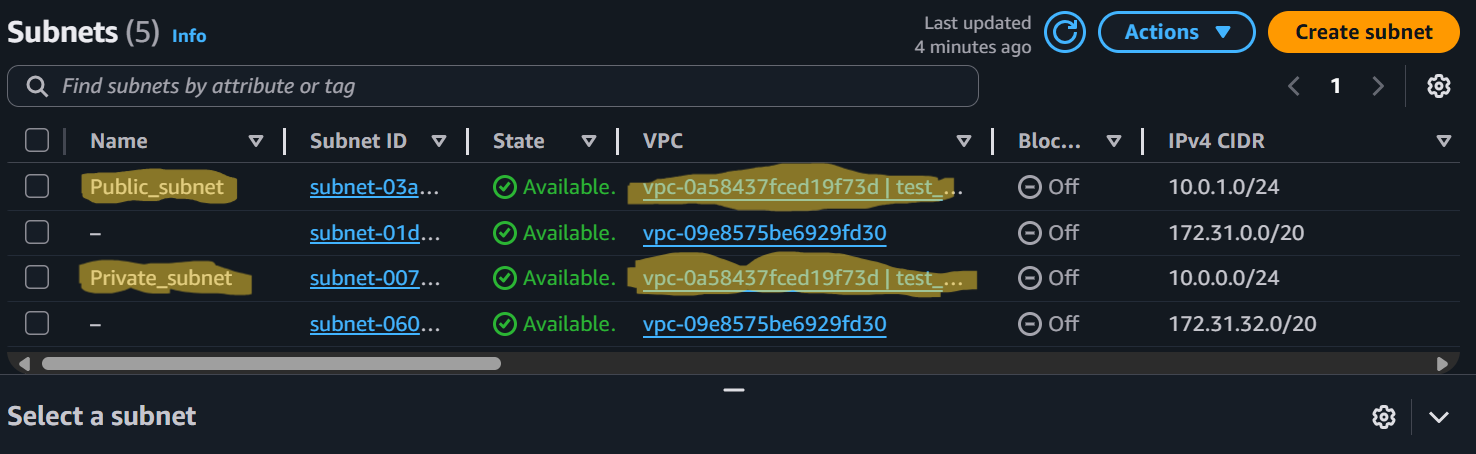 Subnets (5) Info
Last updated
4 minutes ago
Actions
Create subnet
Find subnets by attribute or tag
1
Name Subnet ID State VPC Bloc... IPv4 CIDR
Public_subnet subnet-03a... Available. vpc-0a58437fced19f73d | test_... Off 10.0.1.0/24
– subnet-01d... Available. vpc-09e8575be6929fd30 Off 172.31.0.0/20
Private_subnet subnet-007... Available. vpc-0a58437fced19f73d | test_... Off 10.0.0.0/24
– subnet-060... Available. vpc-09e8575be6929fd30 Off 172.31.32.0/20
Select a subnet